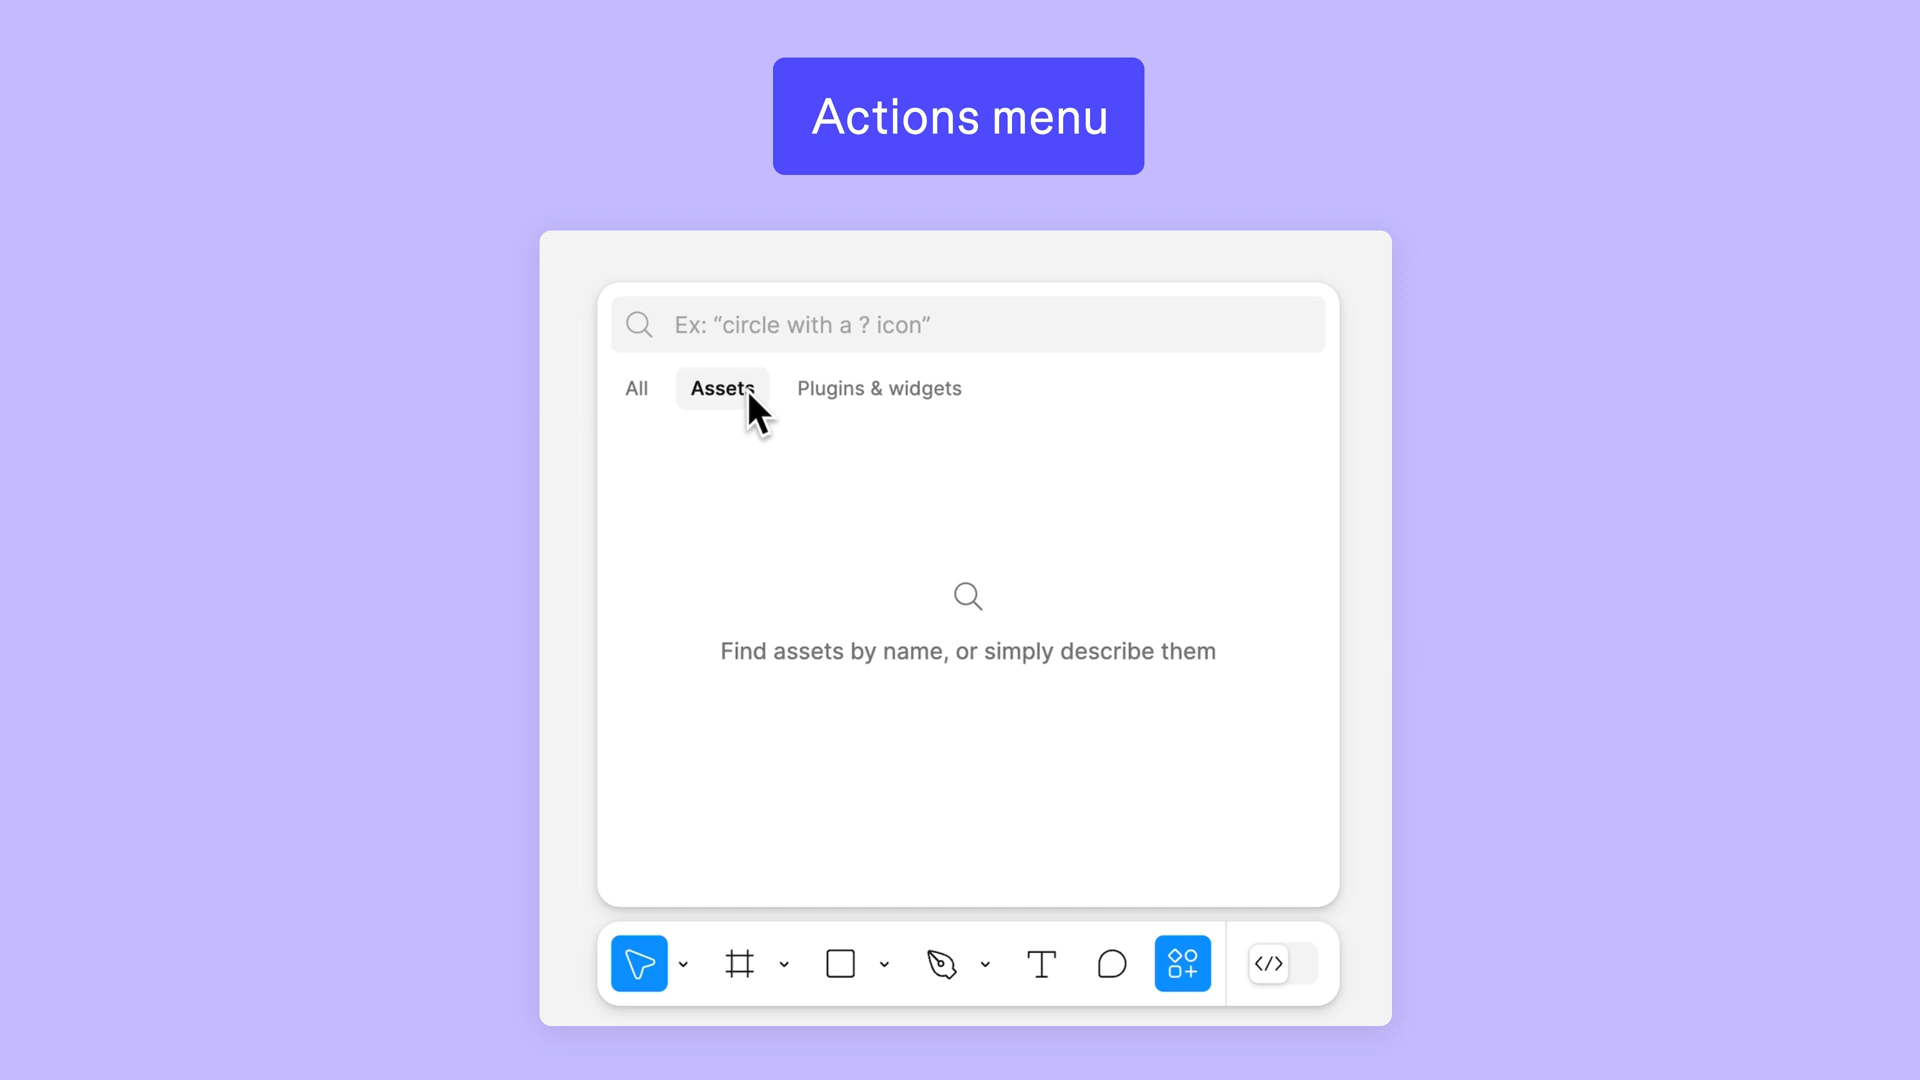 Actions menu
Ex: “circle with a ? icon”
All Assets Plugins & widgets
Find assets by name, or simply describe them